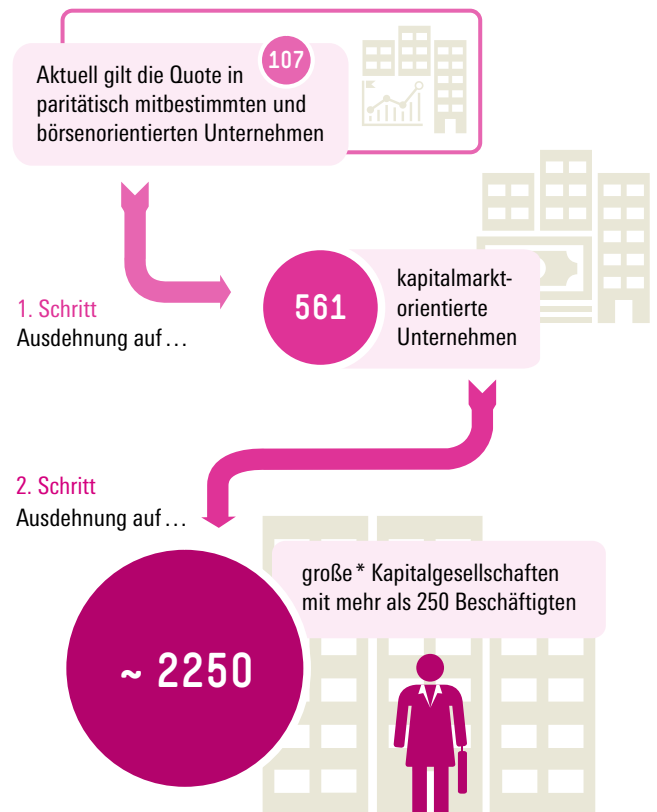 107
Aktuell gilt die Quote in
paritätisch mitbestimmten und
börsenorientierten Unternehmen
1. Schritt
Ausdehnung auf…
561
kapitalmarkt-
orientierte
Unternehmen
2. Schritt
Ausdehnung auf…
große* Kapitalgesellschaften
mit mehr als 250 Beschäftigten
~ 2250